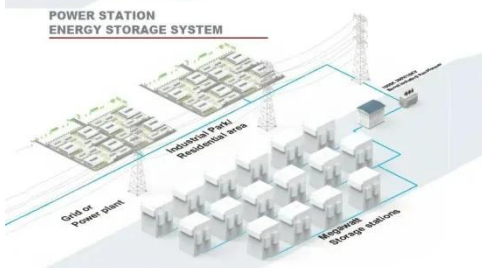 POWER STATION
ENERGY STORAGE SYSTEM
Industrial Park/
Residential area
Grid or
Power plant
Megawatt
Storage stations